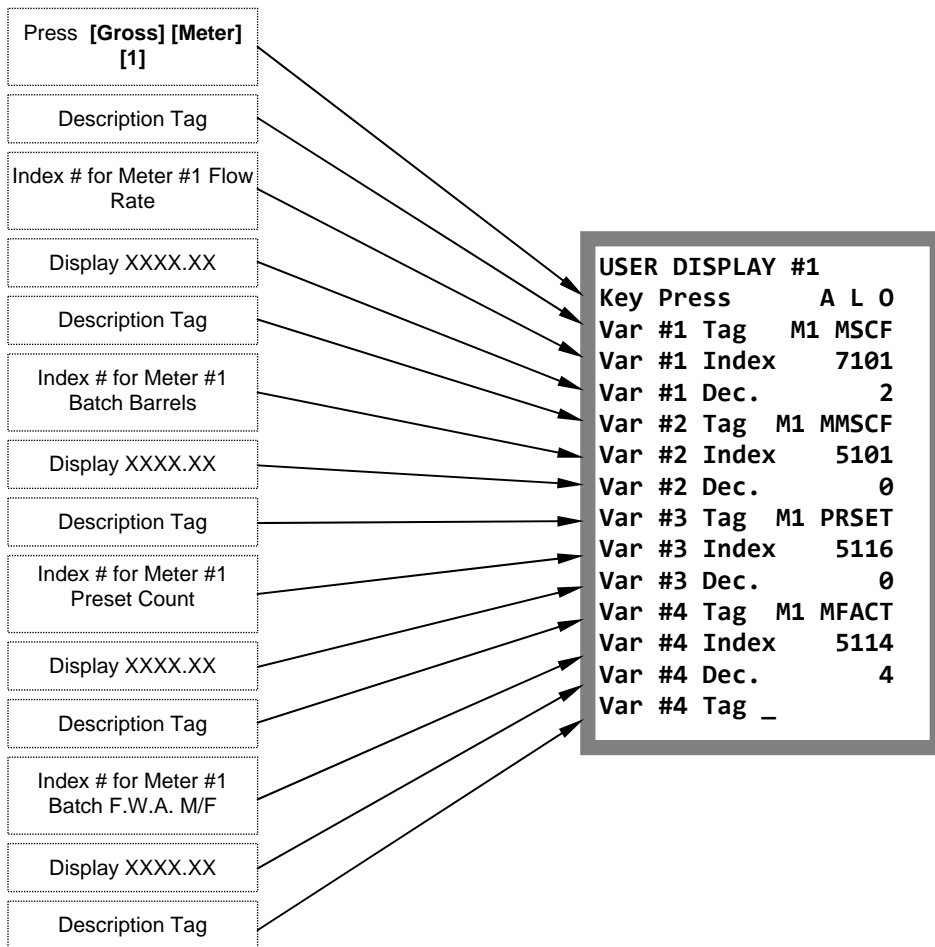 Press [Gross] [Meter]
[1]
Description Tag
Index # for Meter #1 Flow
Rate
Display XXXX.XX
Description Tag
Index # for Meter #1
Batch Barrels
Display XXXX.XX
Description Tag
Index # for Meter #1
Preset Count
Display XXXX.XX
Description Tag
Index # for Meter #1
Batch F.W.A. M/F
Display XXXX.XX
Description Tag
USER DISPLAY #1
Key Press A L O
Var #1 Tag M1 MSCF
Var #1 Index 7101
Var #1 Dec. 2
Var #2 Tag M1 MMSCF
Var #2 Index 5101
Var #2 Dec. 0
Var #3 Tag M1 PRSET
Var #3 Index 5116
Var #3 Dec. 0
Var #4 Tag M1 MFACT
Var #4 Index 5114
Var #4 Dec. 4
Var #4 Tag _